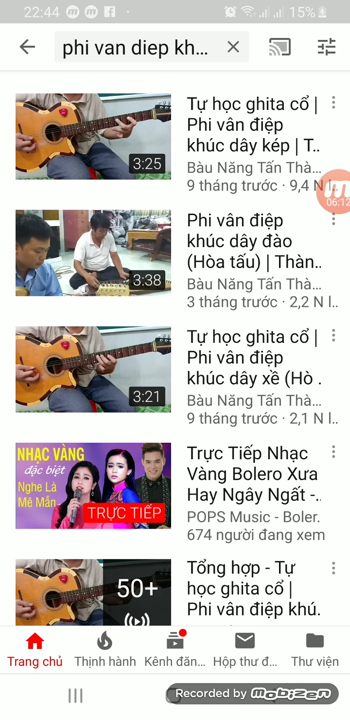 22:44
15%
phi van diep kh...
Tự học ghita cổ |
Phi vân điệp
khúc dây kép | T..
Bàu Năng Tấn Thà...
9 tháng trước · 9,4 N l..
3:25
06:12
Phi vân điệp
khúc dây đào
(Hòa tấu) | Thàn..
Bàu Năng Tấn Thà...
3 tháng trước · 2,2 N l..
3:38
Tự học ghita cổ |
Phi vân điệp
khúc dây xề (Hò .
Bàu Năng Tấn Thà...
9 tháng trước · 2,1 N l..
3:21
NHẠC VÀNG
đặc biệt
Nghe Là
Mê Mẩn
TRỰC TIẾP
Trực Tiếp Nhạc
Vàng Bolero Xưa
Hay Ngây Ngất -..
POPS Music - Boler.
674 người đang xem
50+
Tổng hợp - Tự
học ghita cổ |
Phi vân điệp khú.
Trang chủ
Thịnh hành
Kênh đăn...
Hộp thư đ...
Thư viện
Recorded by mobizen